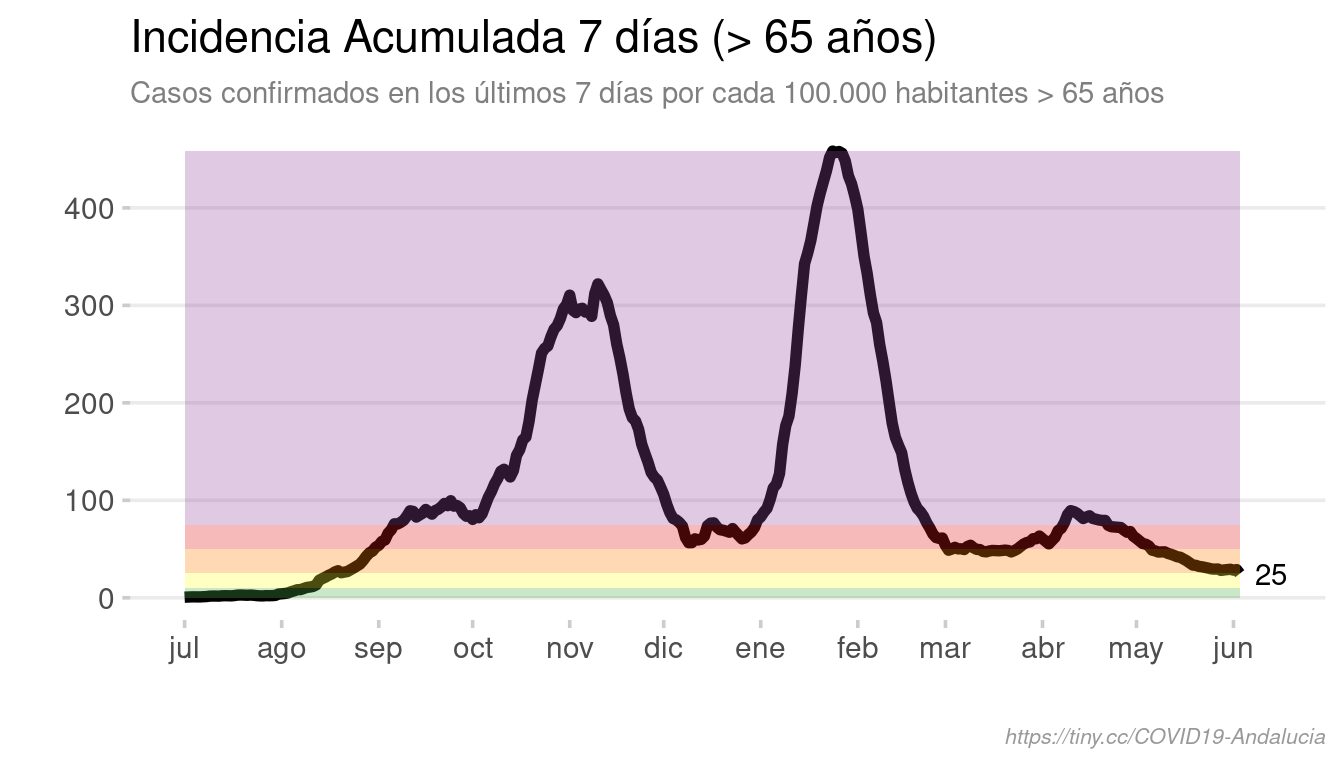 Incidencia Acumulada 7 días (> 65 años)
Casos confirmados en los últimos 7 días por cada 100.000 habitantes > 65 años
400
300
200
100
0
25
jul ago sep oct nov dic ene feb mar abr may jun
https://tiny.cc/COVID19-Andalucia